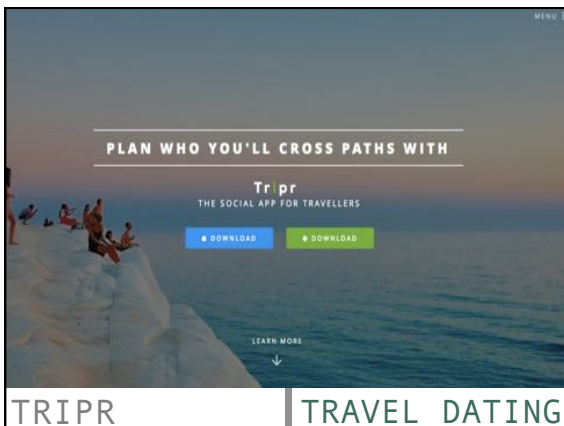 MENU
PLAN WHO YOU'LL CROSS PATHS WITH
Tripr
THE SOCIAL APP FOR TRAVELLERS
DOWNLOAD DOWNLOAD
LEARN MORE
TRIPR TRAVEL DATING